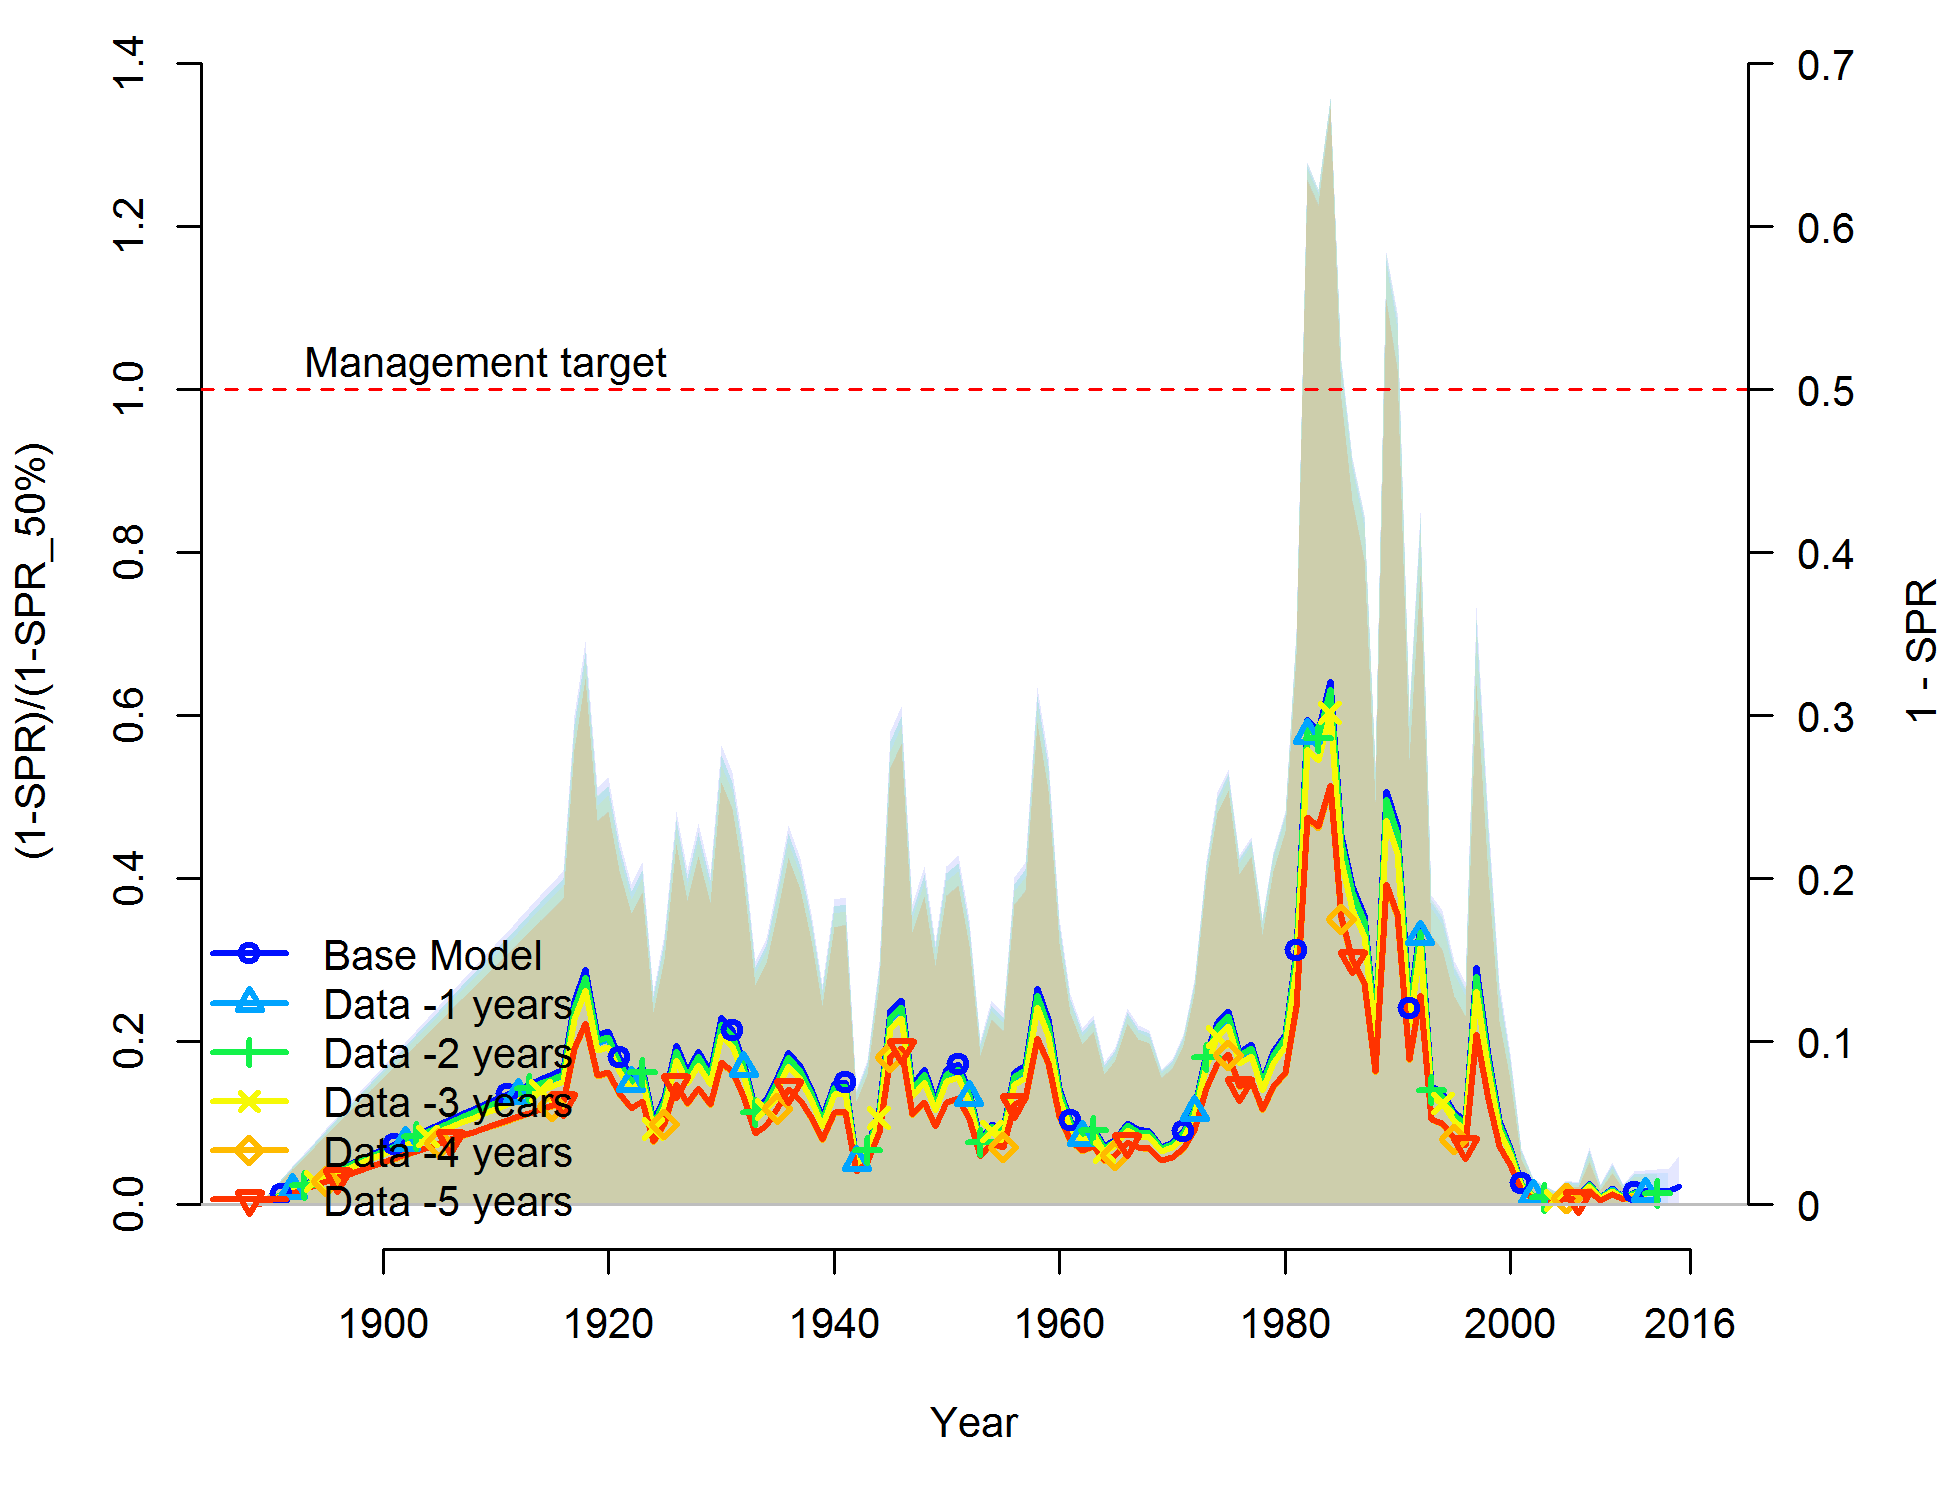 1.4
1.2
1.0
0.8
0.6
0.4
0.2
0.0
(1-SPR)/(1-SPR_50%)
Management target
Base Model
Data -1 years
Data -2 years
Data -3 years
Data -4 years
Data -5 years
0.7
0.6
0.5
0.4
0.3
0.2
0.1
0
1 - SPR
1900 1920 1940 1960 1980 2000 2016
Year